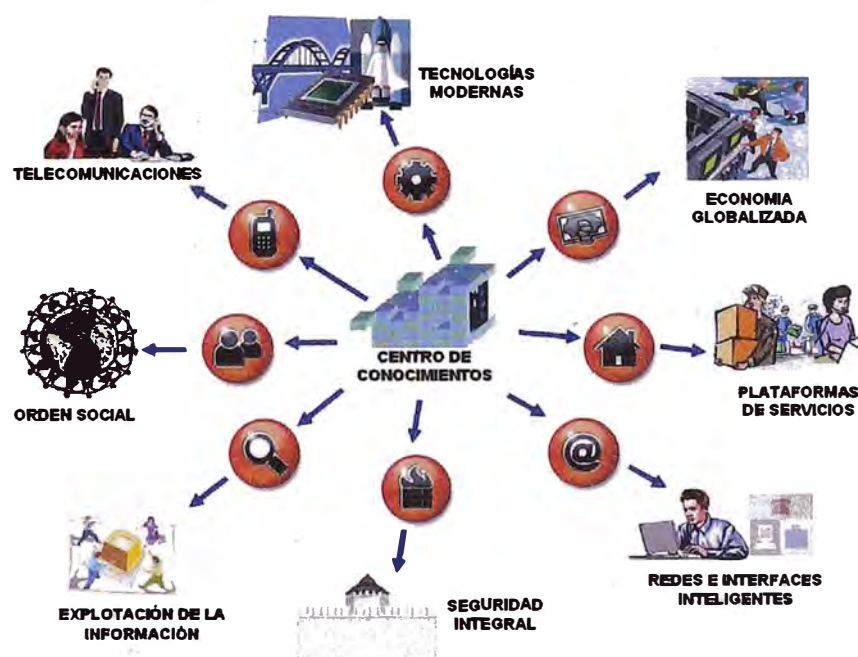 TECNOLOGÍAS
MODERNAS
TELECOMUNICACIONES
ECONOMIA
GLOBALIZADA
CENTRO DE
CONOCIMIENTOS
ORDEN SOCIAL
PLATAFORMAS
DE SERVICIOS
@
REDES E INTERFACES
INTELIGENTES
EXPLOTACIÓN DE LA
INFORMACIÓN
SEGURIDAD
INTEGRAL